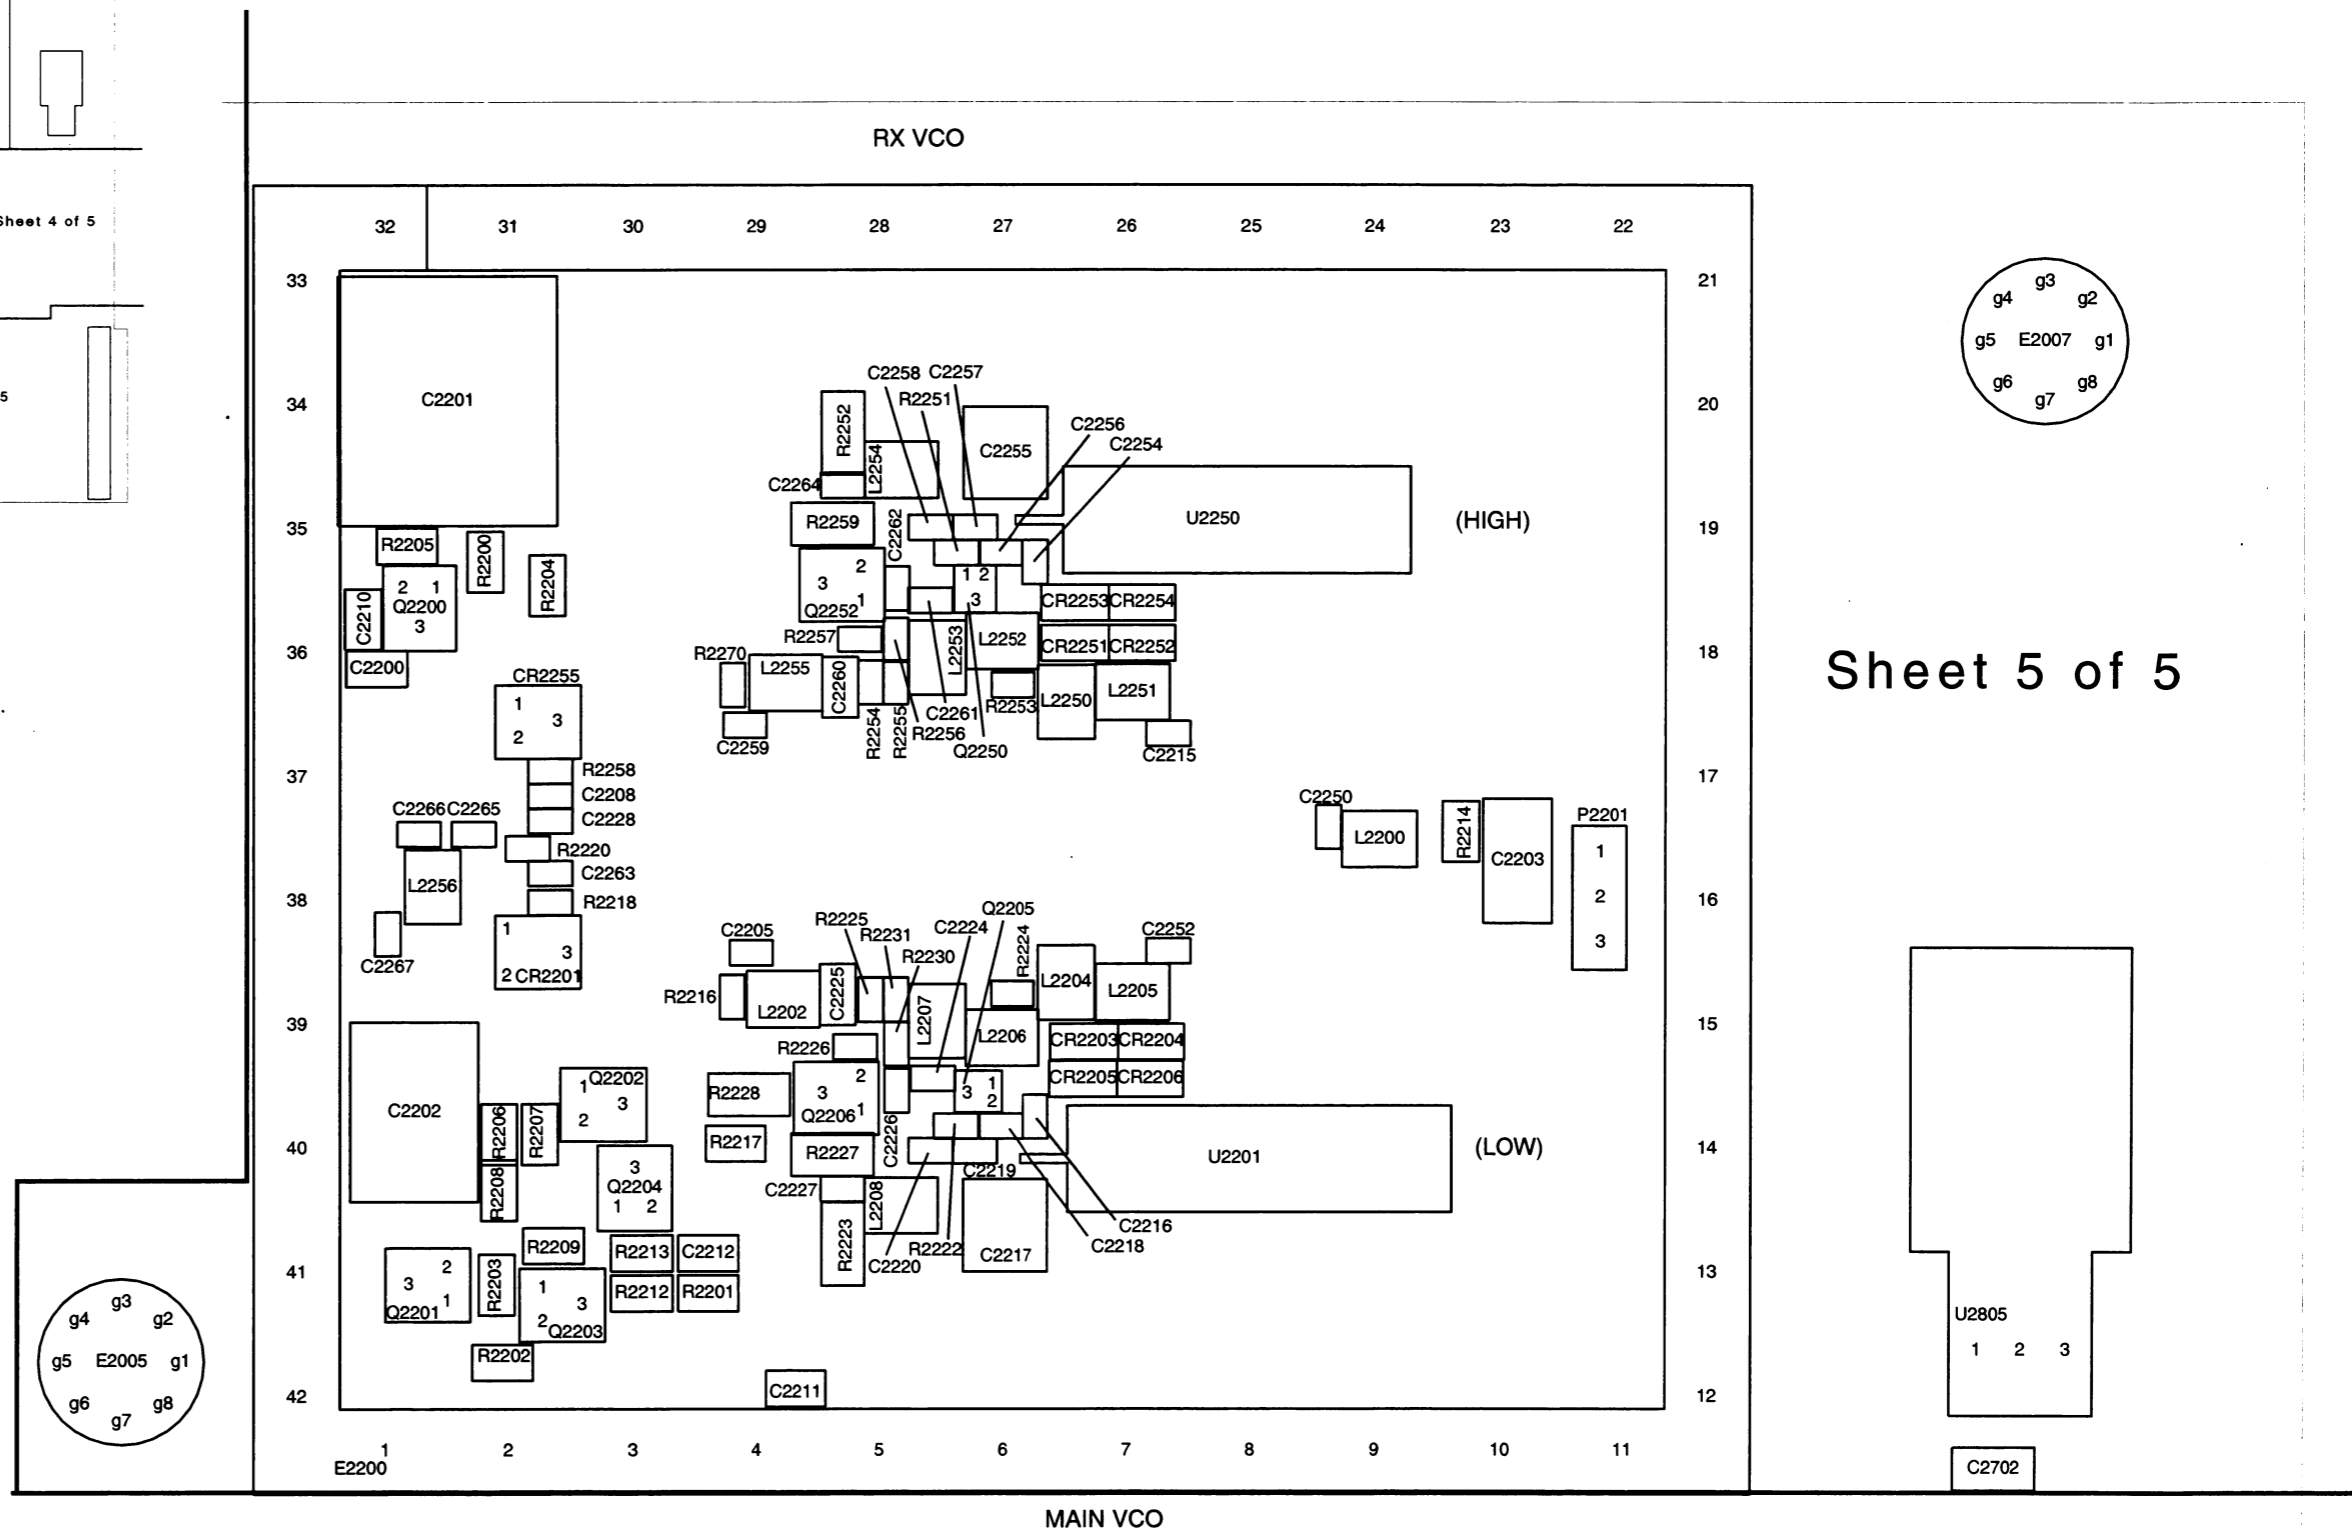 RX VCO
Sheet 4 of 5
32 31 30 29 28 27 26 25 24 23 22
33 21
g3
g4 g2
g5 E2007 g1
g6 g8
g7
5
C2258 C2257
C2201
R2251
34 20
R2252
C2256
C2254
C2255
L2254
C2264
R2259
C2262
U2250
(HIGH)
35 19
R2205
R2200
R2204
2 1
Q2200
3
C2210
2
3
1
Q2252
1 2
3
CR2253 CR2254
R2257
L2253
L2252
CR2251 CR2252
36 18
C2200
R2270
L2255
C2260
CR2255
1
3
2
R2254
R2255
C2261
R2256
Q2250
R2253
L2250
L2251
C2259
C2215
Sheet 5 of 5
37 17
R2258
C2208
C2228
C2266 C2265
R2220
C2263
R2218
L2256
C2250
L2200
R2214
C2203
P2201
1
2
3
38 16
C2267
1
3
2 CR2201
C2205
R2225
R2231
R2230
C2224
Q2205
R2224
C2252
R2216
L2202
C2225
L2207
L2206
L2204
L2205
39 15
CR2203 CR2204
R2226
CR2205 CR2206
C2202
1 Q2202
3
2
R2206
R2207
R2228
2
3
Q2206 1
3 1
2
R2217
R2227
C2226
C2219
40 14
U2201
(LOW)
R2208
3
Q2204
1 2
C2227
L2208
R2223
C2220
R2222
C2217
C2216
C2218
R2209
R2213 C2212
41 13
2
3
1
Q2201
R2203
1
3
2 Q2203
R2212 R2201
R2202
U2805
1 2 3
g3
g4 g2
g5 E2005 g1
g6 g8
g7
C2211
42 12
1 2 3 4 5 6 7 8 9 10 11
E2200
C2702
MAIN VCO